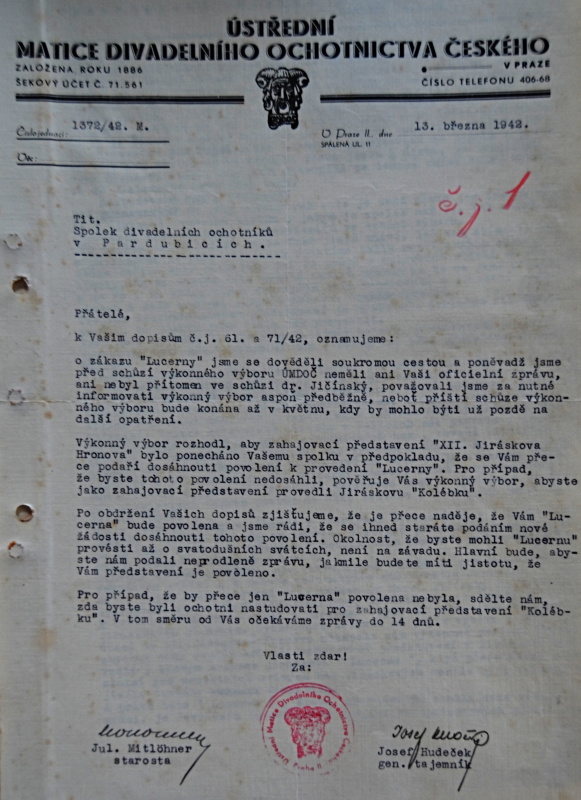 ÚSTŘEDNÍ
MATICE DIVADELNÍHO OCHOTNICTVA ČESKÉHO
ZALOŽENA ROKU 1886
V PRAZE
ŠEKOVÝ ÚČET Č. 71.561
ČÍSLO TELEFONU 406-68
Číslo jednací: 1372/42. M.
V Praze II., dne 13. března 1942.
SPÁLENÁ UL. 11
Vůz:
č.j. 1
Tit.
Spolek divadelních ochotníků
v Pardubicích.
Přátelé,
k Vašim dopisům č.j. 61. a 71/42, oznamujeme:
o zákazu "Lucerny" jsme se dověděli soukromou cestou a poněvadž jsme
před schůzí výkonného výboru ÚMDOČ neměli ani Vaši oficielní zprávu,
ani nebyl přítomen ve schůzi dr. Jičínský, považovali jsme za nutné
informovati výkonný výbor aspoň předběžně, neboť příští schůze výkon-
ného výboru bude konána až v květnu, kdy by mohlo býti už pozdě na
další opatření.
Výkonný výbor rozhodl, aby zahajovací představení "XII. Jiráskova
Hronova" bylo ponecháno Vašemu spolku v předpokladu, že se Vám pře-
ce podaří dosáhnouti povolení k provedení "Lucerny". Pro případ,
že byste tohoto povolení nedosáhli, pověřuje Vás výkonný výbor, abyste
jako zahajovací představení provedli Jiráskovu "Kolébku".
Po obdržení Vašich dopisů zjišťujeme, že je přece naděje, že Vám "Lu-
cerna" bude povolena a jsme rádi, že se ihned staráte podáním nové
žádosti dosáhnouti tohoto povolení. Okolnost, že byste mohli "Lucernu"
provésti až o svatodušních svátcích, není na závadu. Hlavní bude, aby-
ste nám podali neprodleně zprávu, jakmile budete míti jistotu, že
Vám představení je povoleno.
Pro případ, že by přece jen "Lucerna" povolena nebyla, sdělte nám,
zda byste byli ochotni nastudovati pro zahajovací představení "Koléb-
ku". V tom směru od Vás očekáváme zprávy do 14 dnů.
Vlasti zdar!
Za:
Ústřední Matice Divadelního Ochotnictva Českého
Praha II.
Jul. Mitlöhner
starosta
Josef Hudeček
gen. tajemník